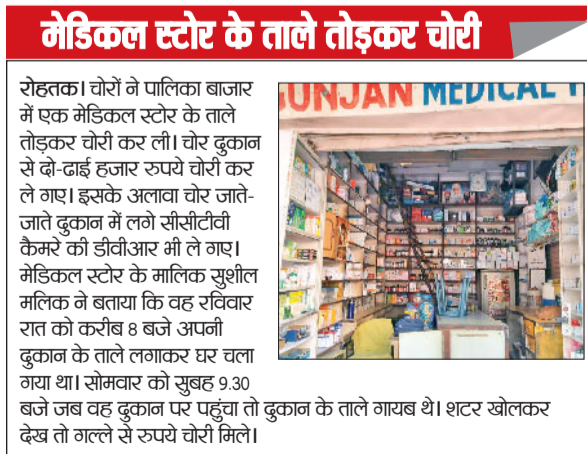 मेडिकल स्टोर के ताले तोड़कर चोरी
रोहतक। चोरों ने पालिका बाजार
में एक मेडिकल स्टोर के ताले
तोड़कर चोरी कर ली। चोर दुकान
से दो-ढाई हजार रुपये चोरी कर
ले गए। इसके अलावा चोर जाते-
जाते दुकान में लगे सीसीटीवी
कैमरे की डीवीआर भी ले गए।
मेडिकल स्टोर के मालिक सुशील
मलिक ने बताया कि वह रविवार
रात को करीब 8 बजे अपनी
दुकान के ताले लगाकर घर चला
गया था। सोमवार को सुबह 9.30
बजे जब वह दुकान पर पहुंचा तो दुकान के ताले गायब थे। शटर खोलकर
देख तो गल्ले से रुपये चोरी मिले।
GUNJAN MEDICAL